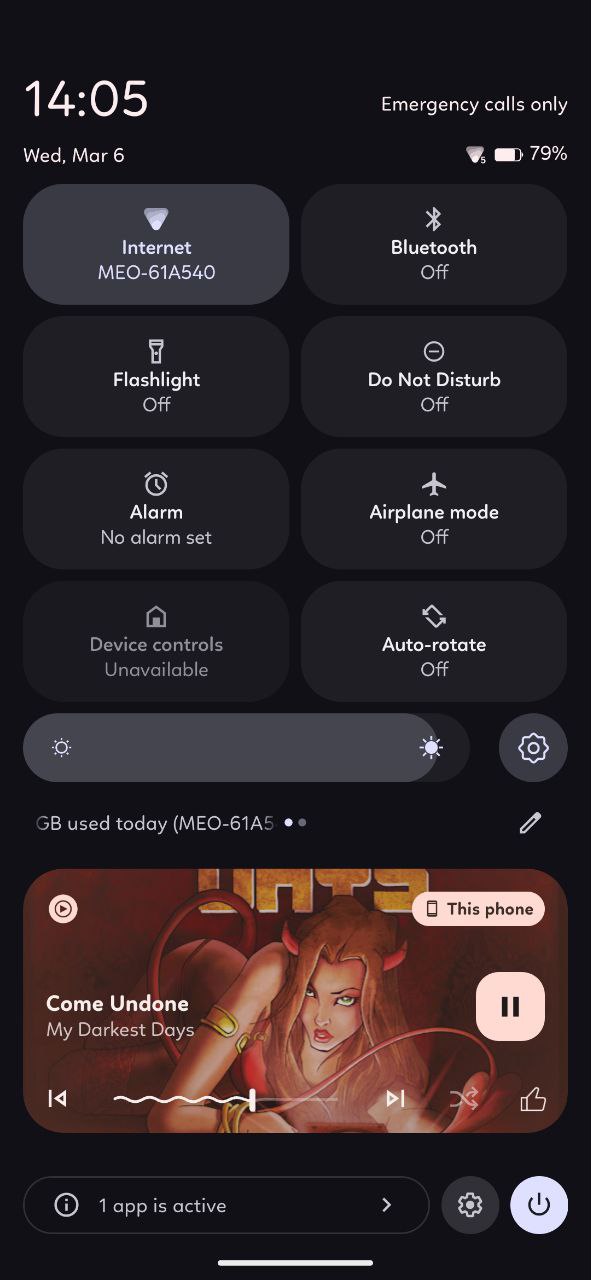 14:05
Emergency calls only
Wed, Mar 6
5
79%
Internet
MEO-61A540
Bluetooth
Off
Flashlight
Off
Do Not Disturb
Off
Alarm
No alarm set
Airplane mode
Off
Device controls
Unavailable
Auto-rotate
Off
GB used today (MEO-61A5
DAYS
This phone
Come Undone
My Darkest Days
1 app is active